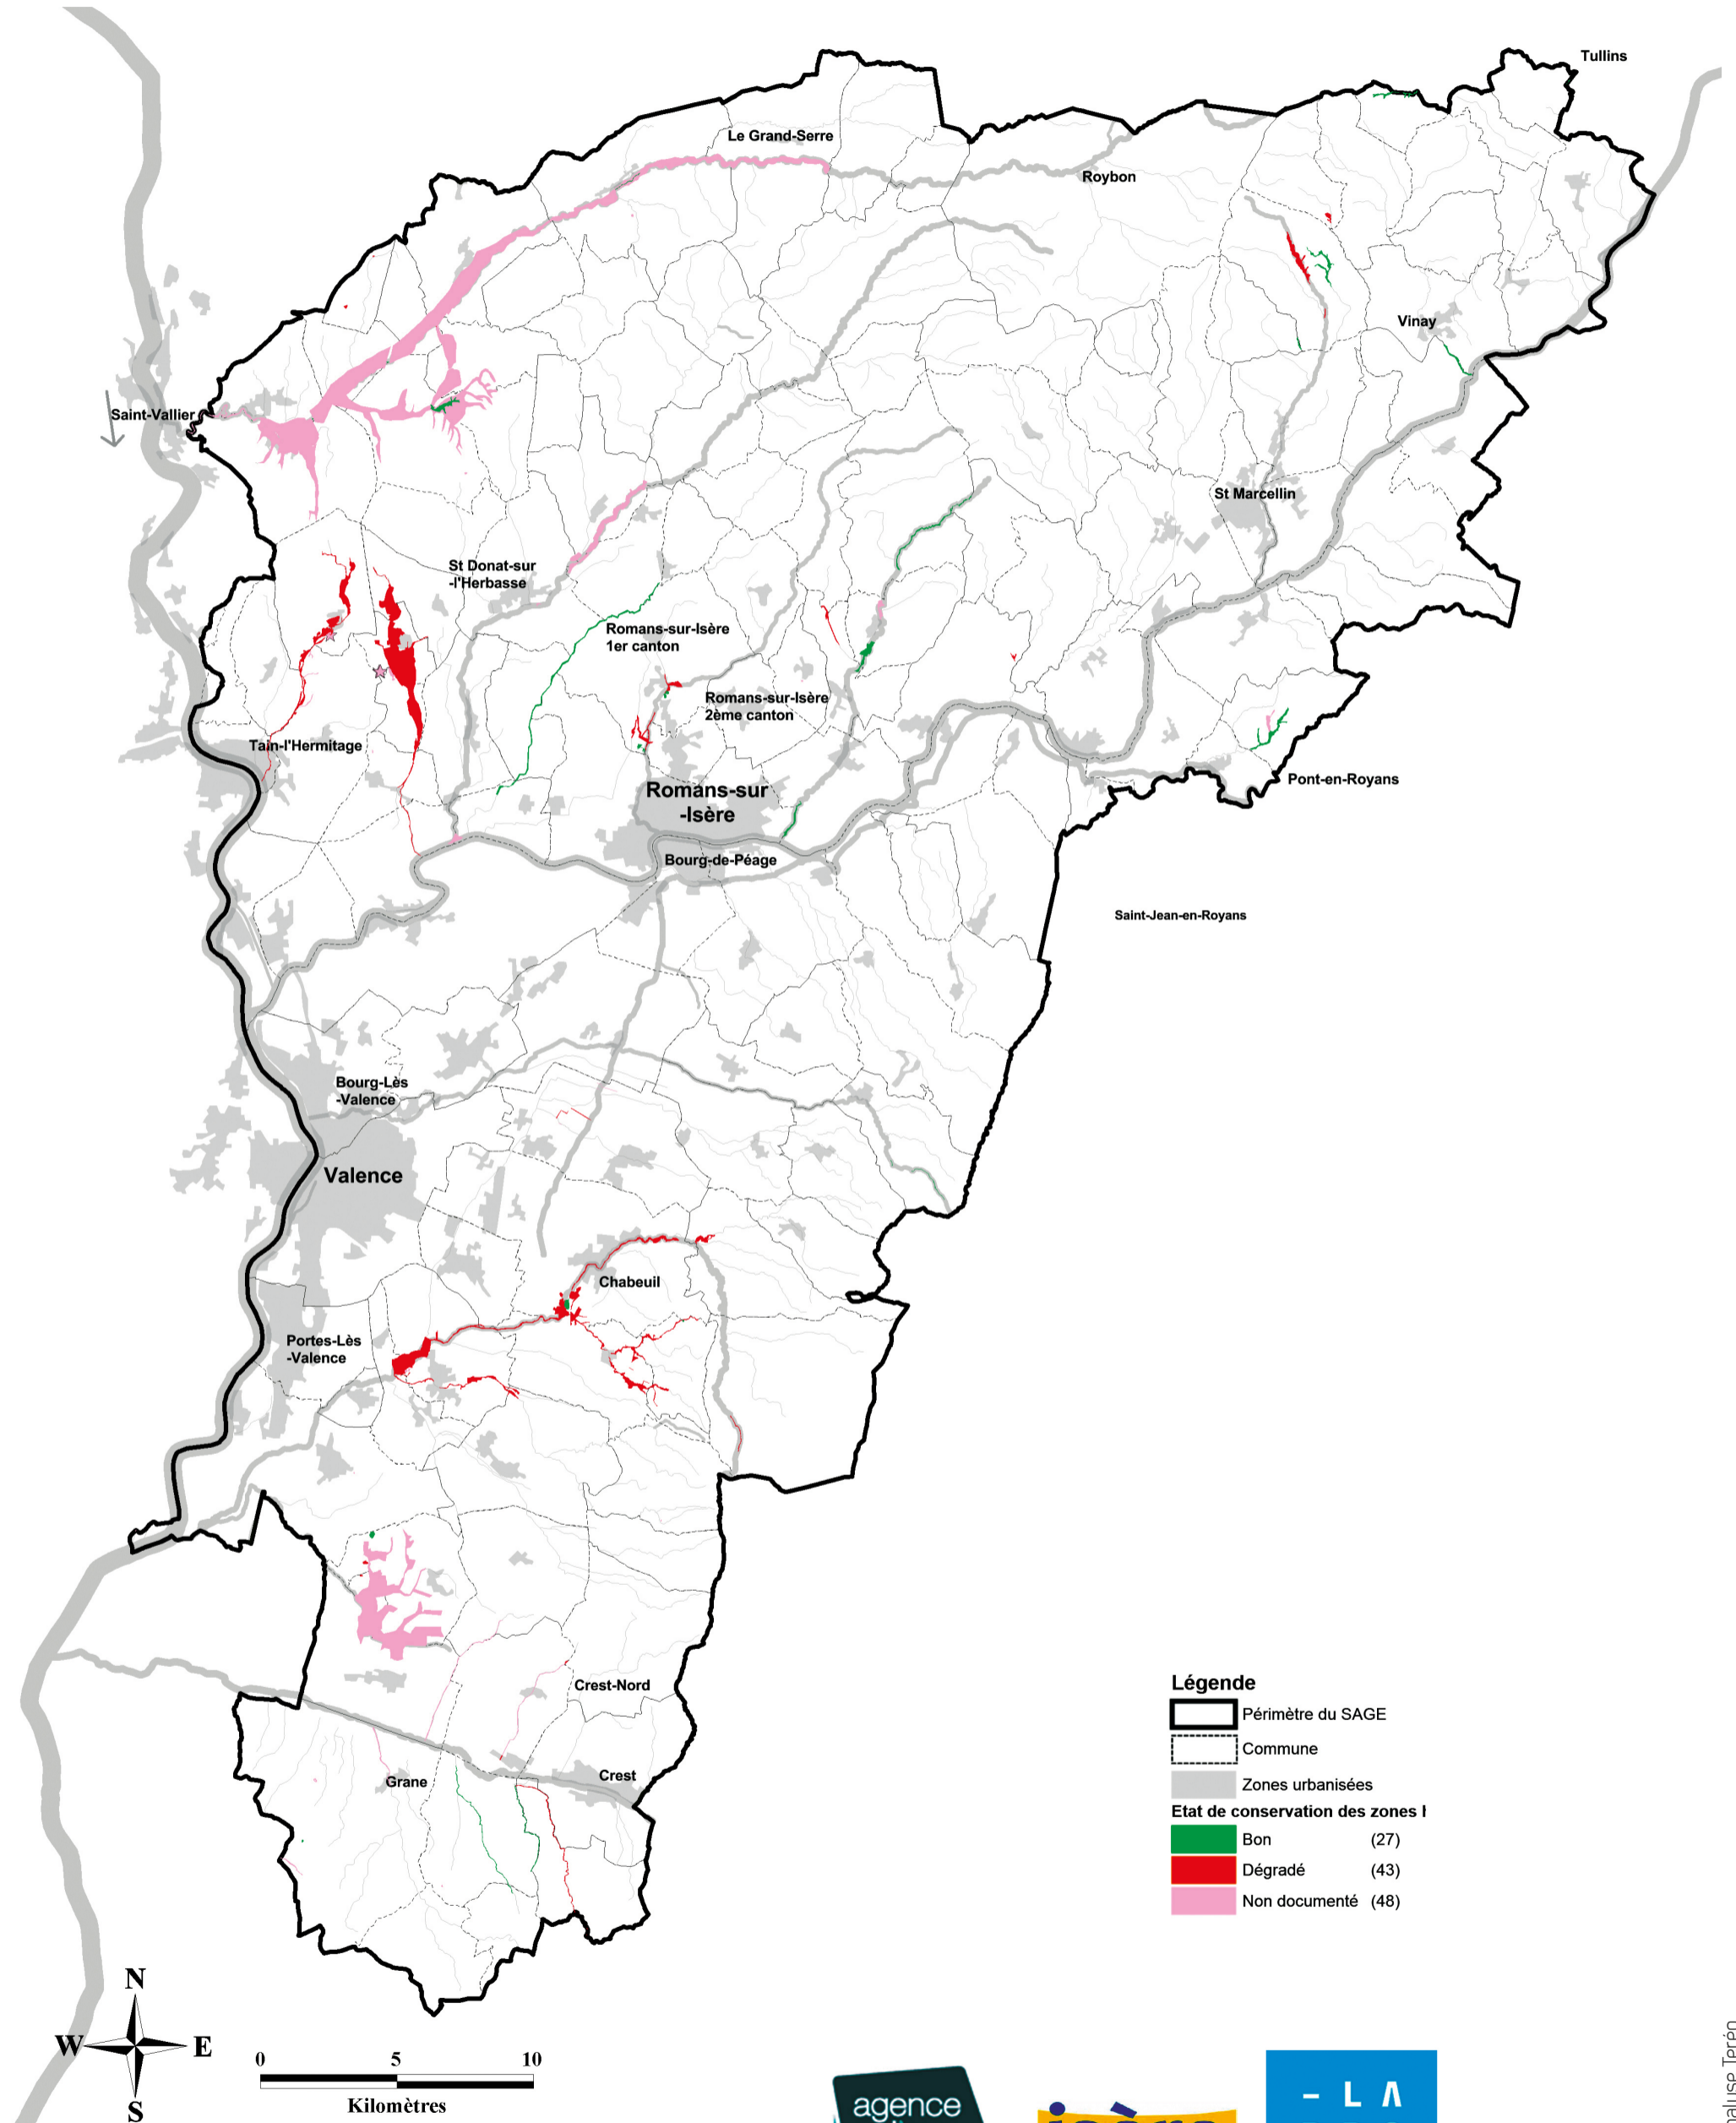 Tullins
Le Grand-Serre
Roybon
Vinay
Saint-Vallier
St Marcellin
St Donat-sur
-l'Herbasse
Romans-sur-Isère
1er canton
Romans-sur-Isère
2ème canton
Tain-l'Hermitage
Pont-en-Royans
Romans-sur
-Isère
Bourg-de-Péage
Saint-Jean-en-Royans
Bourg-Lès
-Valence
Valence
Chabeuil
Portes-Lès
-Valence
Crest-Nord
Grane
Crest
Légende
Périmètre du SAGE
Commune
Zones urbanisées
Etat de conservation des zones
Bon (27)
Dégradé (43)
Non documenté (48)
N
W E
S
0 5 10
Kilomètres
agence
isère
- L A
Teréo